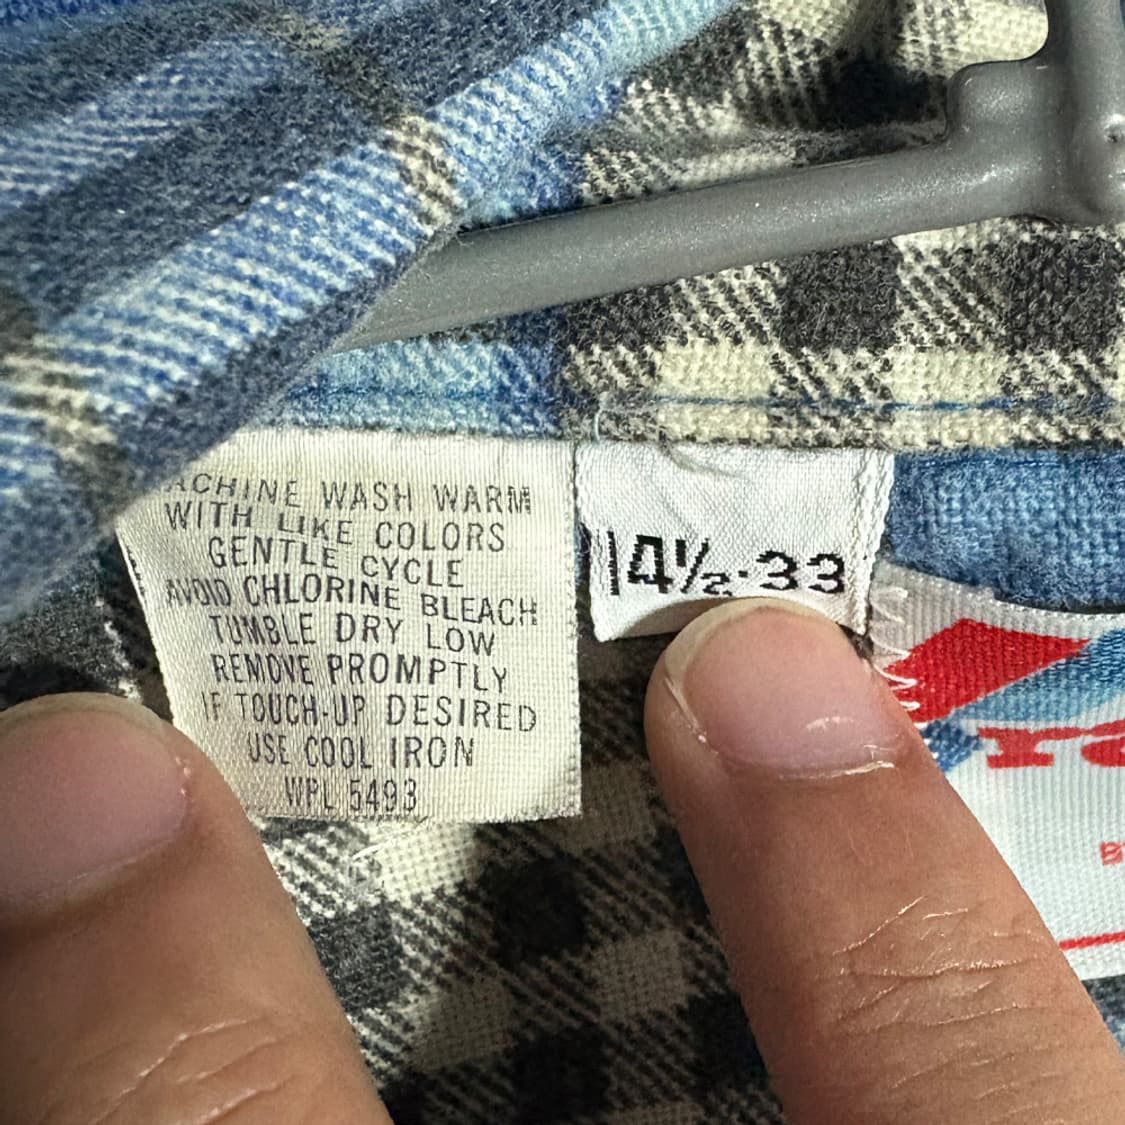 MACHINE WASH WARM
WITH LIKE COLORS
GENTLE CYCLE
AVOID CHLORINE BLEACH
TUMBLE DRY LOW
REMOVE PROMPTLY
IF TOUCH-UP DESIRED
USE COOL IRON
WPL 5493
14½·33